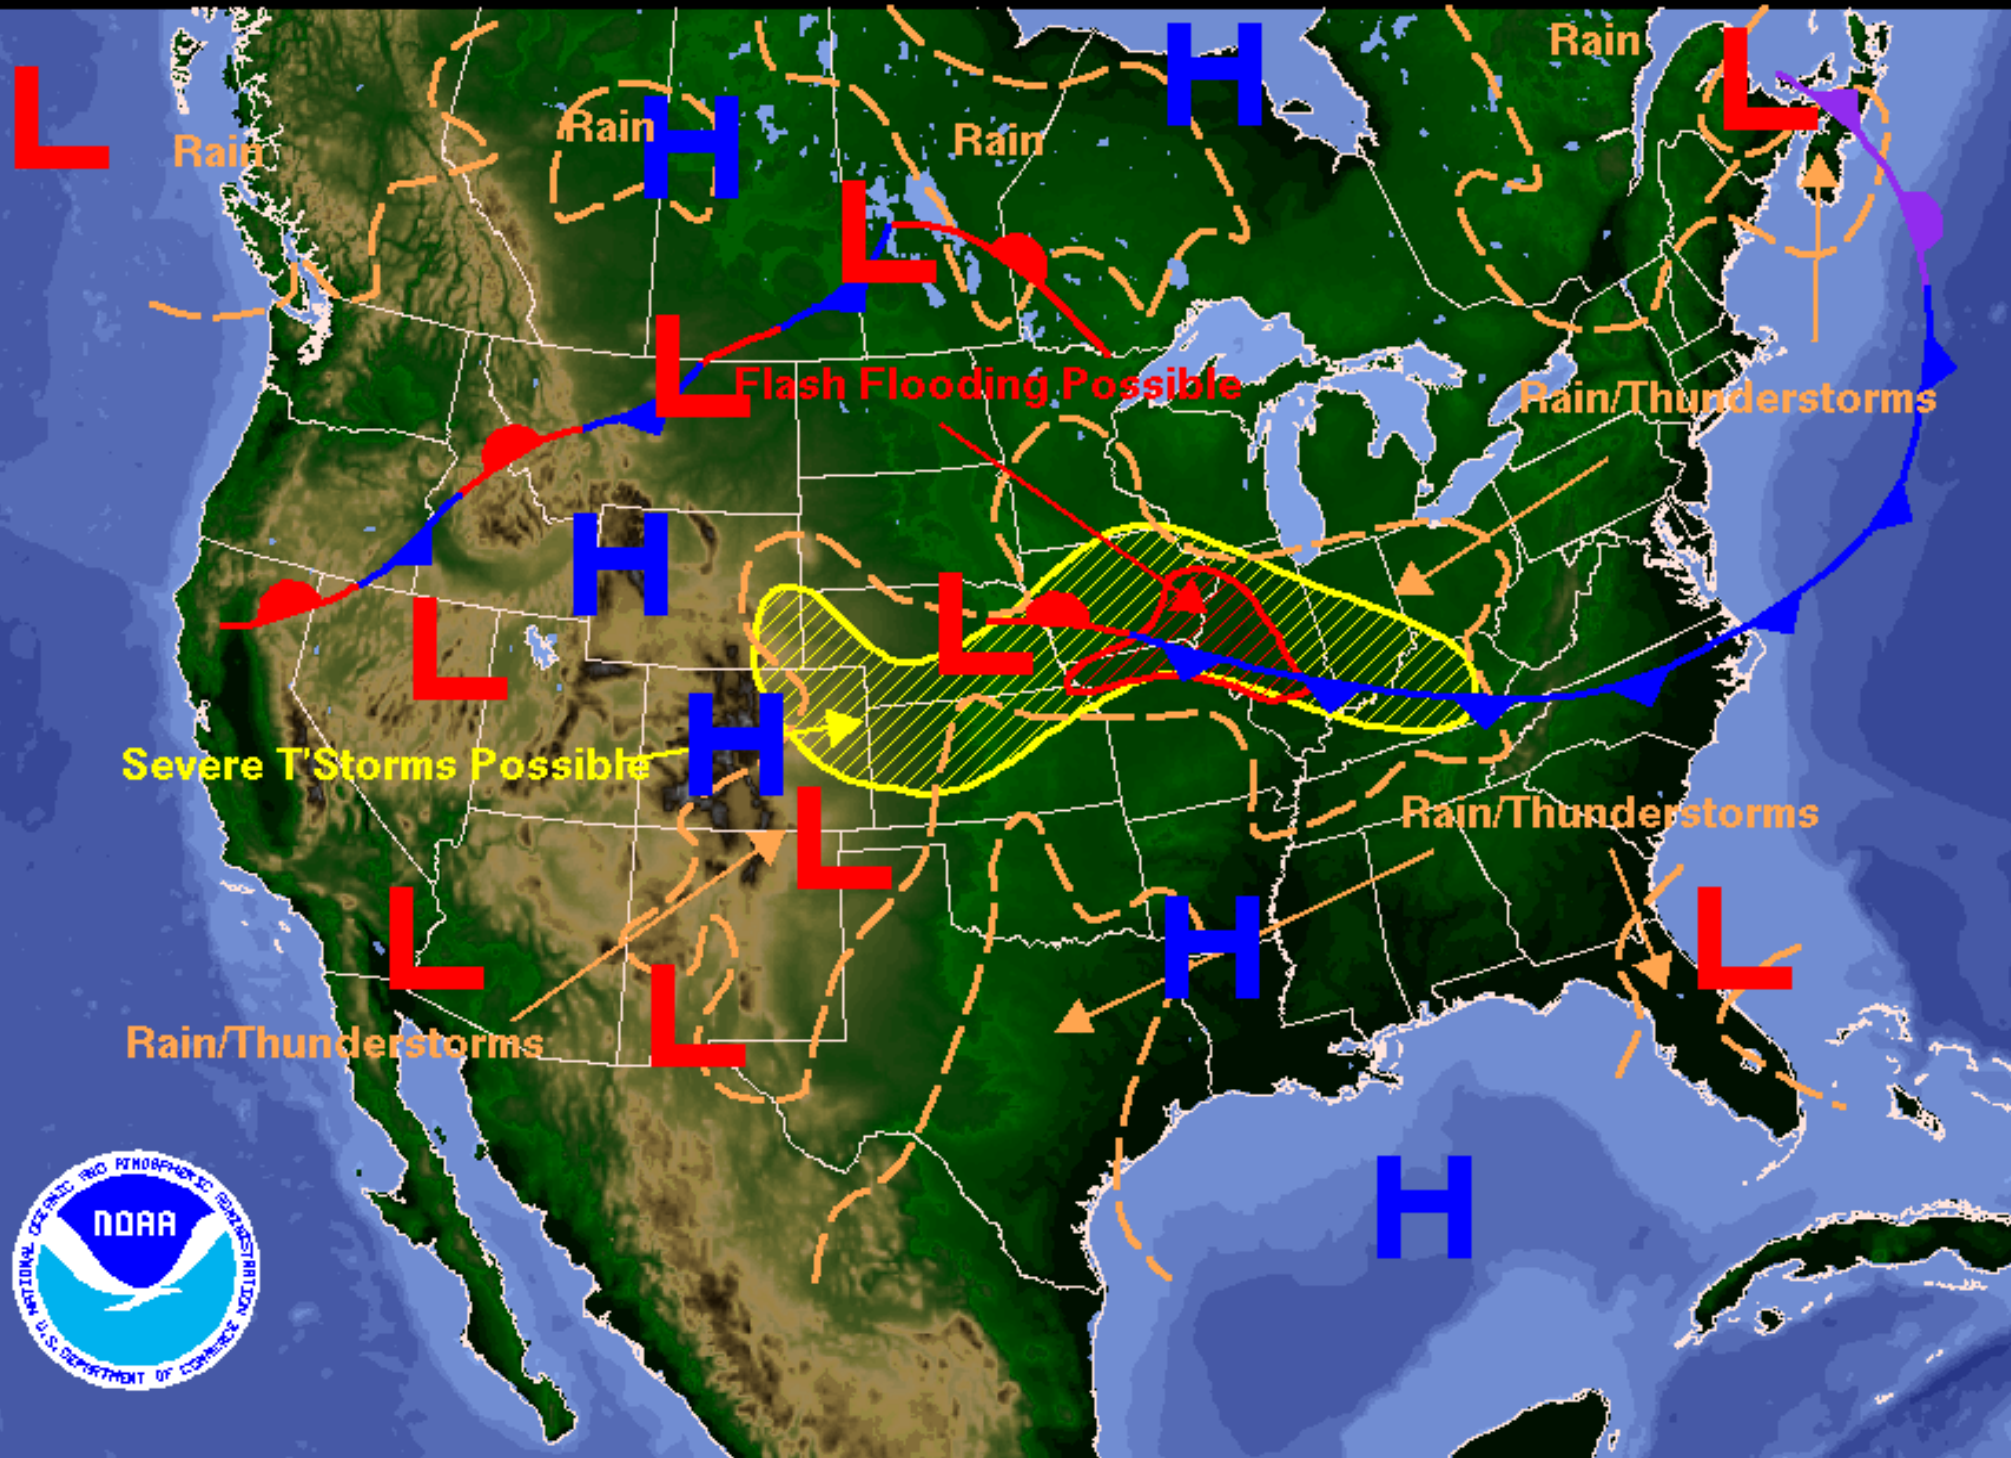 Rain
L
H
L
Rain
H
Rain
Rain
L
L
L
Flash Flooding Possible
Rain/Thunderstorms
H
L
L
H
Severe T'Storms Possible
L
Rain/Thunderstorms
L
H
L
L
Rain/Thunderstorms
H
NOAA
NATIONAL OCEANIC AND ATMOSPHERIC ADMINISTRATION
U.S. DEPARTMENT OF COMMERCE